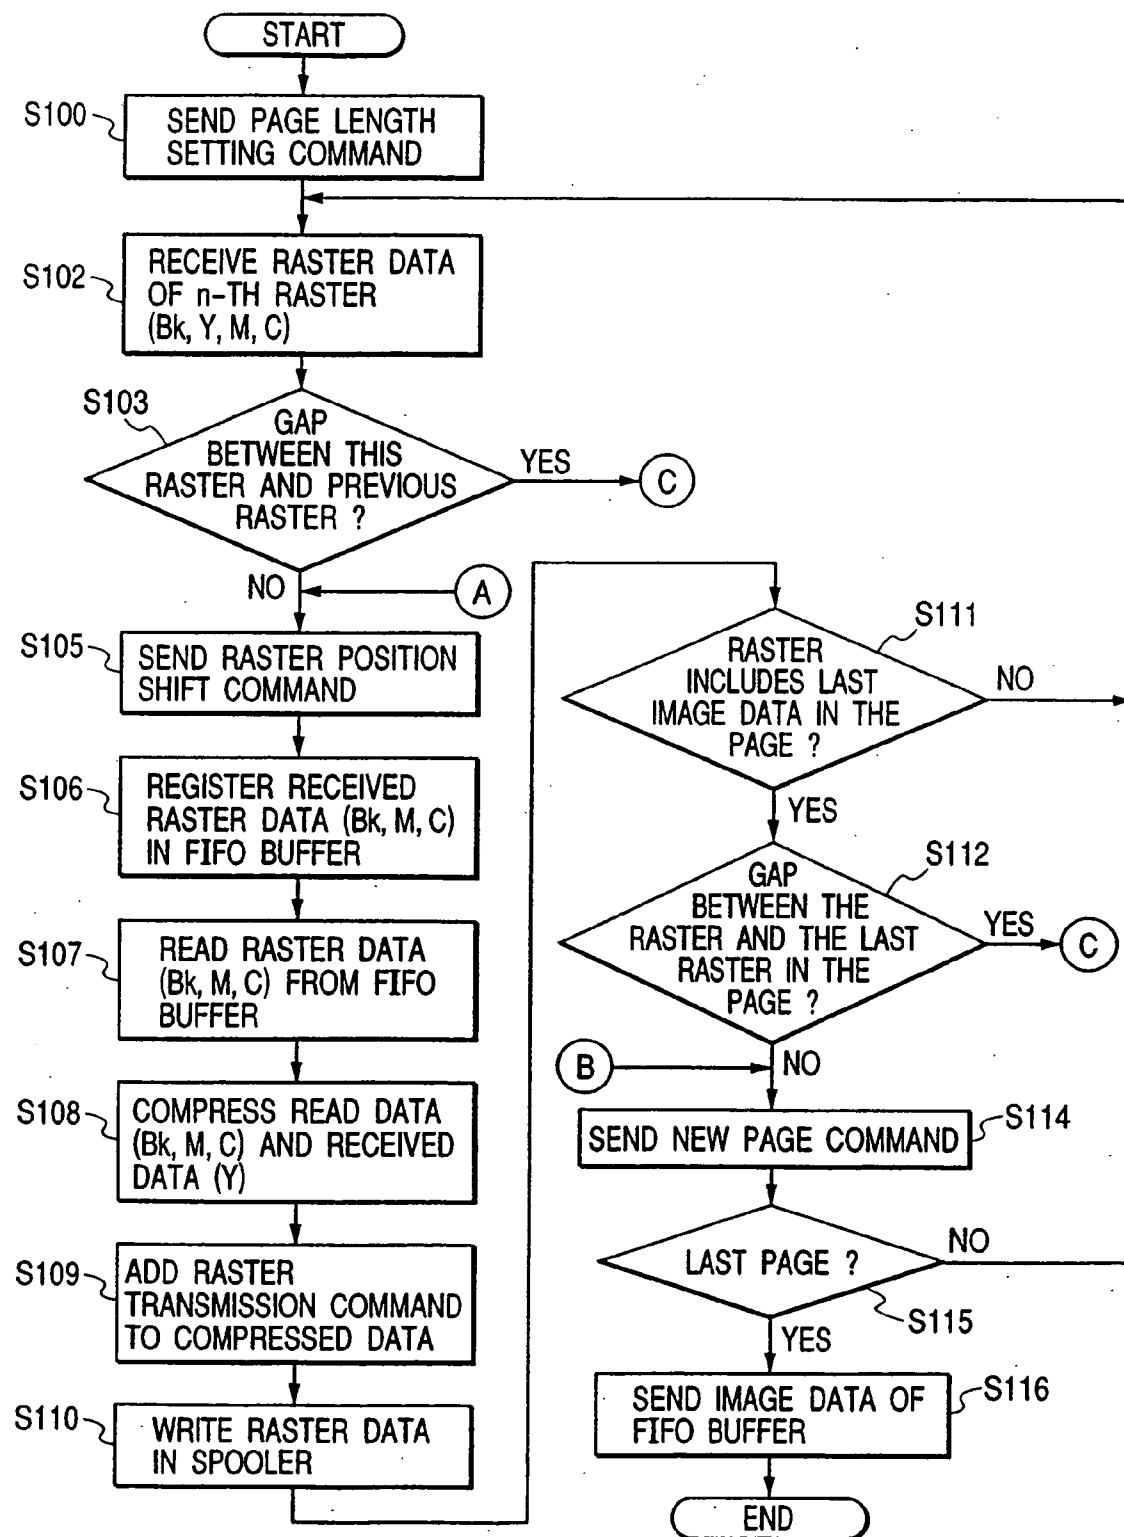 START
S100
SEND PAGE LENGTH
SETTING COMMAND
S102
RECEIVE RASTER DATA
OF n-TH RASTER
(Bk, Y, M, C)
S103
GAP
BETWEEN THIS
RASTER AND PREVIOUS
RASTER ?
YES
C
NO
A
S105
SEND RASTER POSITION
SHIFT COMMAND
S106
REGISTER RECEIVED
RASTER DATA (Bk, M, C)
IN FIFO BUFFER
S107
READ RASTER DATA
(Bk, M, C) FROM FIFO
BUFFER
S108
COMPRESS READ DATA
(Bk, M, C) AND RECEIVED
DATA (Y)
S109
ADD RASTER
TRANSMISSION COMMAND
TO COMPRESSED DATA
S110
WRITE RASTER DATA
IN SPOOLER
S111
RASTER
INCLUDES LAST
IMAGE DATA IN THE
PAGE ?
NO
YES
S112
GAP
BETWEEN THE
RASTER AND THE LAST
RASTER IN THE
PAGE ?
YES
C
B
NO
SEND NEW PAGE COMMAND
S114
LAST PAGE ?
NO
S115
YES
SEND IMAGE DATA OF
FIFO BUFFER
S116
END